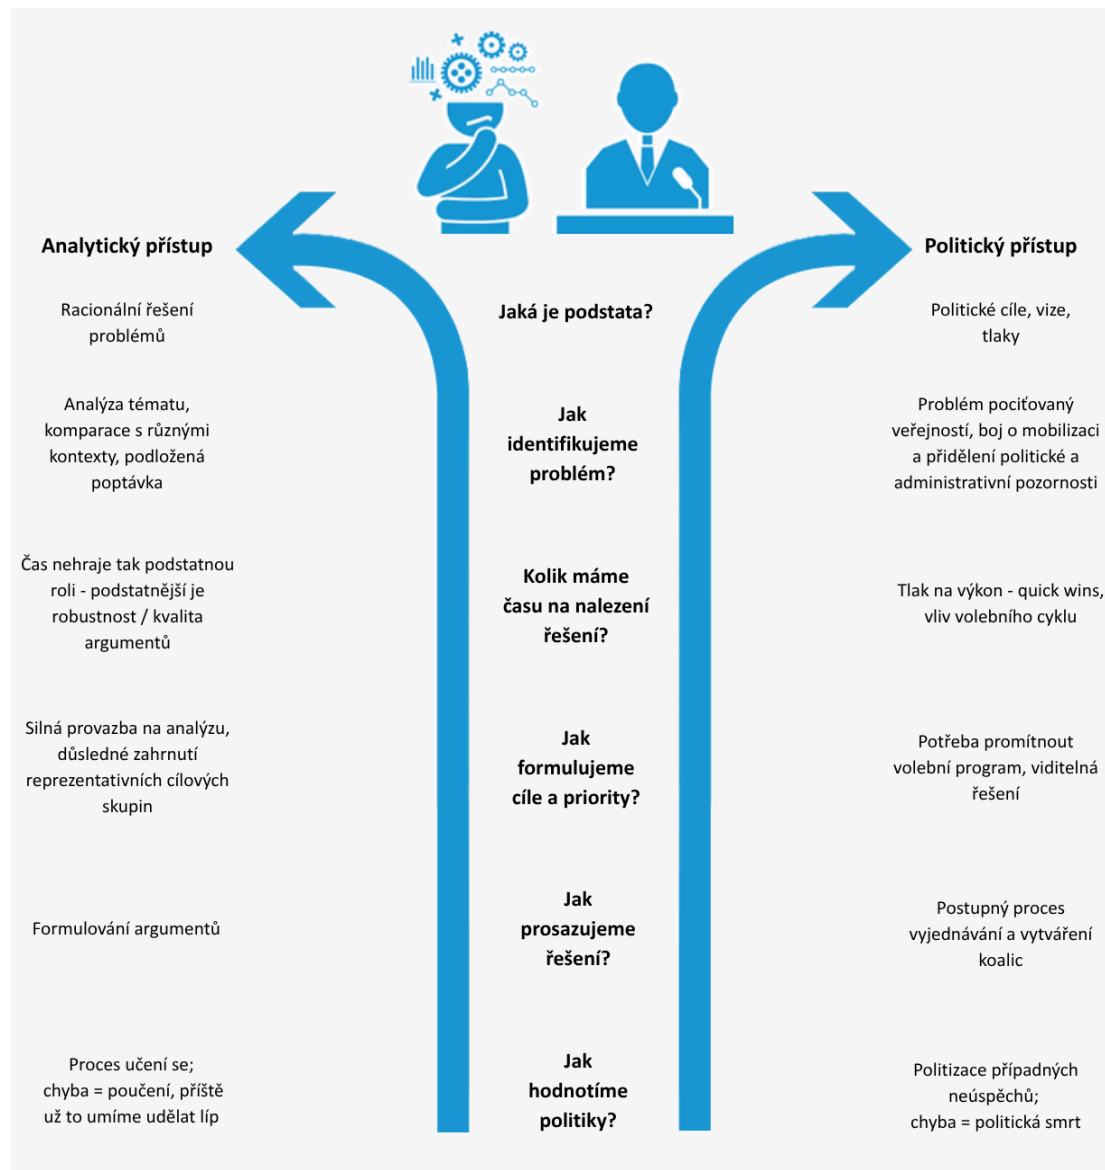 Analytický přístup
Politický přístup
Racionální řešení
problémů
Jaká je podstata?
Politické cíle, vize,
tlaky
Analýza tématu,
komparace s různými
kontexty, podložená
poptávka
Jak
identifikujeme
problém?
Problém pociťovaný
veřejností, boj o mobilizaci
a přidělení politické a
administrativní pozornosti
Čas nehraje tak podstatnou
roli - podstatnější je
robustnost / kvalita
argumentů
Kolik máme
času na nalezení
řešení?
Tlak na výkon - quick wins,
vliv volebního cyklu
Silná provazba na analýzu,
důsledné zahrnutí
reprezentativních cílových
skupin
Jak
formulujeme
cíle a priority?
Potřeba promítnout
volební program, viditelná
řešení
Formulování argumentů
Jak
prosazujeme
řešení?
Postupný proces
vyjednávání a vytváření
koalic
Proces učení se;
chyba = poučení, příště
už to umíme udělat líp
Jak
hodnotíme
politiky?
Politizace případných
neúspěchů;
chyba = politická smrt